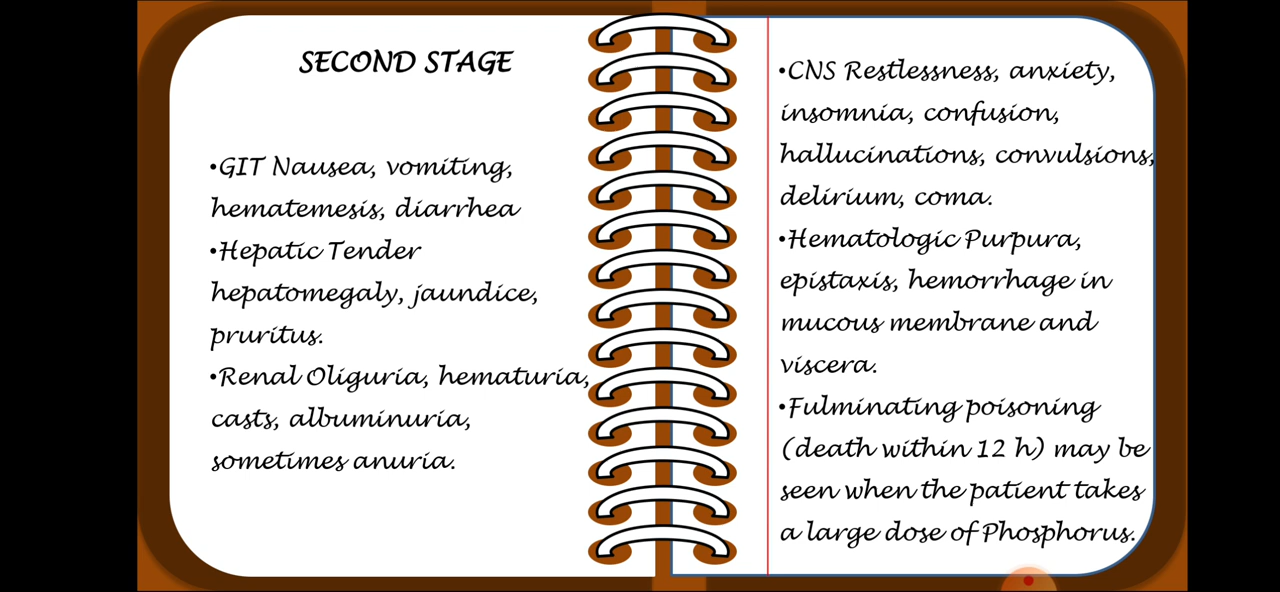 SECOND STAGE
•GIT Nausea, vomiting,
hematemesis, diarrhea
•Hepatic Tender
hepatomegaly, jaundice,
pruritus.
•Renal Oliguria, hematuria,
casts, albuminuria,
sometimes anuria.
•CNS Restlessness, anxiety,
insomnia, confusion,
hallucinations, convulsions,
delirium, coma.
•Hematologic Purpura,
epistaxis, hemorrhage in
mucous membrane and
viscera.
•Fulminating poisoning
(death within 12 h) may be
seen when the patient takes
a large dose of Phosphorus.